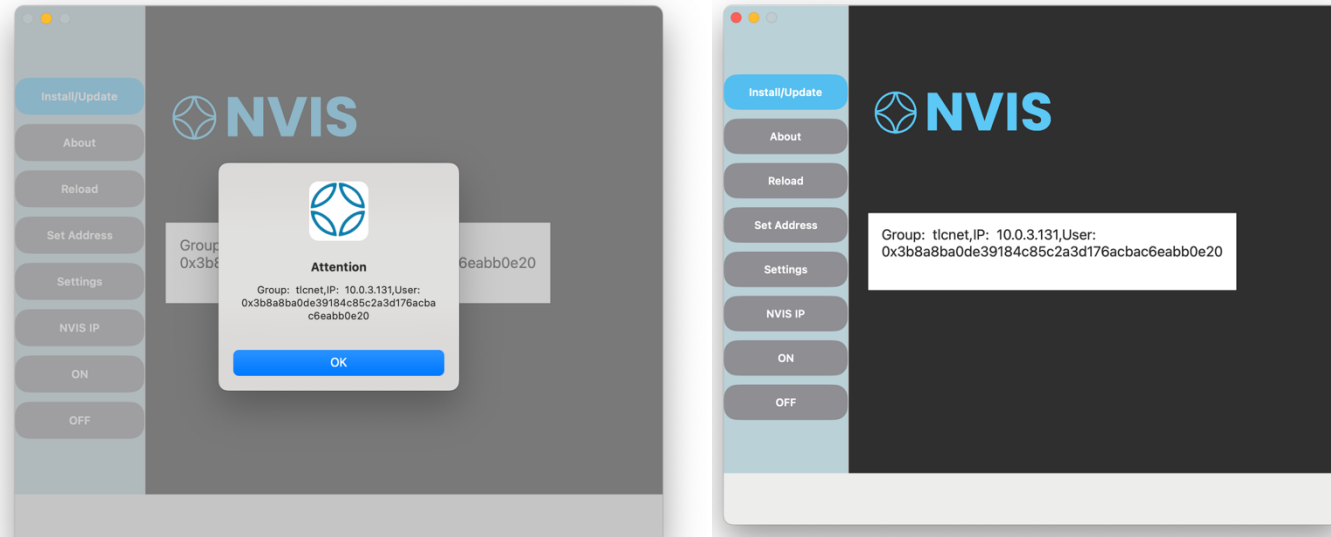 Install/Update
About
Reload
Set Address
Settings
NVIS IP
ON
OFF
NVIS
Group
0x3b8
6eabb0e20
Attention
Group: tlcnet,IP: 10.0.3.131,User:
0x3b8a8ba0de39184c85c2a3d176acba
c6eabb0e20
OK
Install/Update
About
Reload
Set Address
Settings
NVIS IP
ON
OFF
NVIS
Group: tlcnet,IP: 10.0.3.131,User:
0x3b8a8ba0de39184c85c2a3d176acbac6eabb0e20